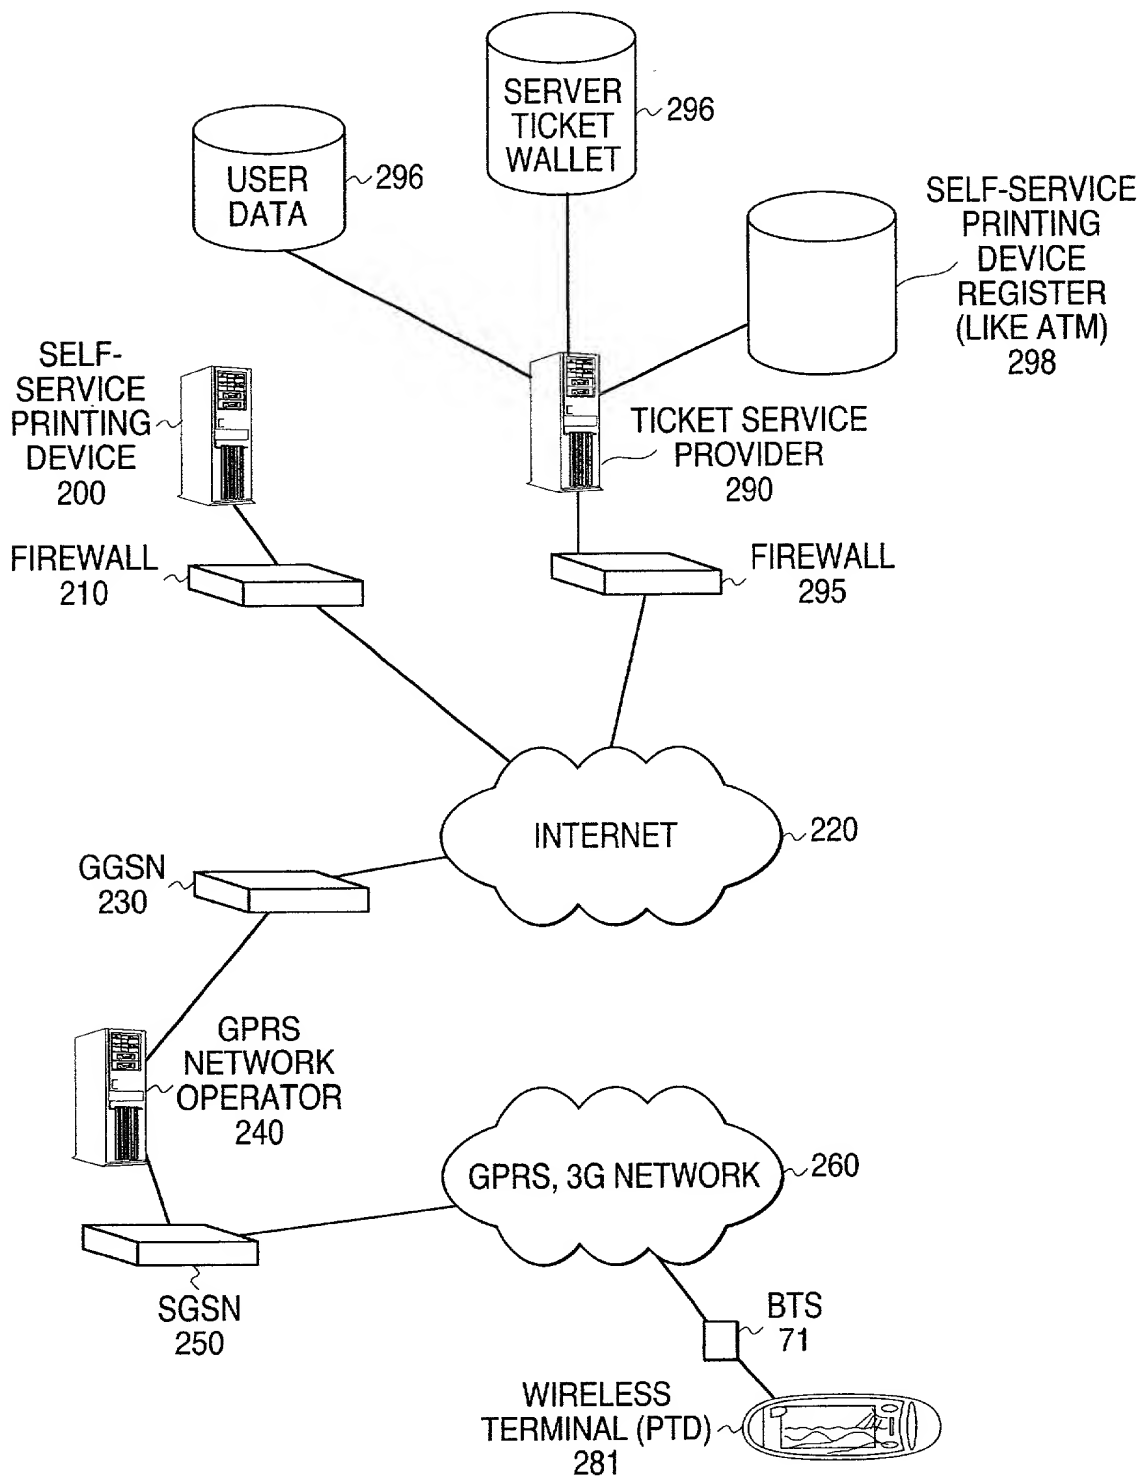 SERVER
TICKET
WALLET
296
USER
DATA
296
SELF-SERVICE
PRINTING
DEVICE
REGISTER
(LIKE ATM)
298
SELF-
SERVICE
PRINTING
DEVICE
200
TICKET SERVICE
PROVIDER
290
FIREWALL
210
FIREWALL
295
INTERNET
220
GGSN
230
GPRS
NETWORK
OPERATOR
240
GPRS, 3G NETWORK
260
SGSN
250
BTS
71
WIRELESS
TERMINAL (PTD)
281